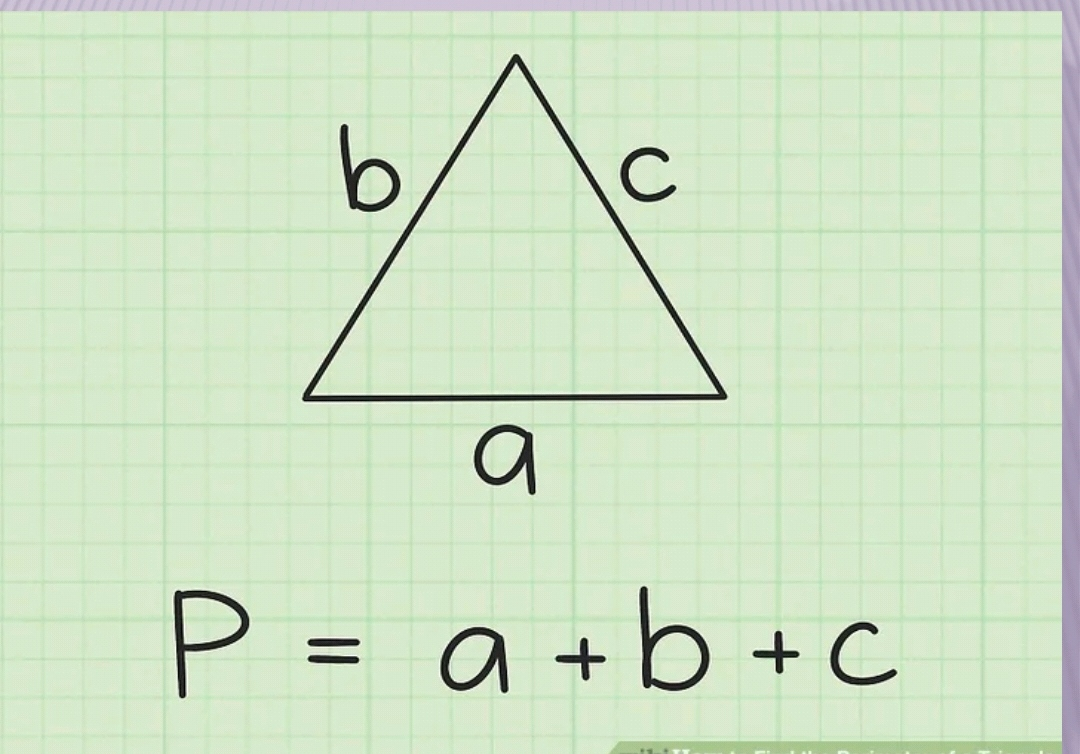 b
c
a
P = a + b + c